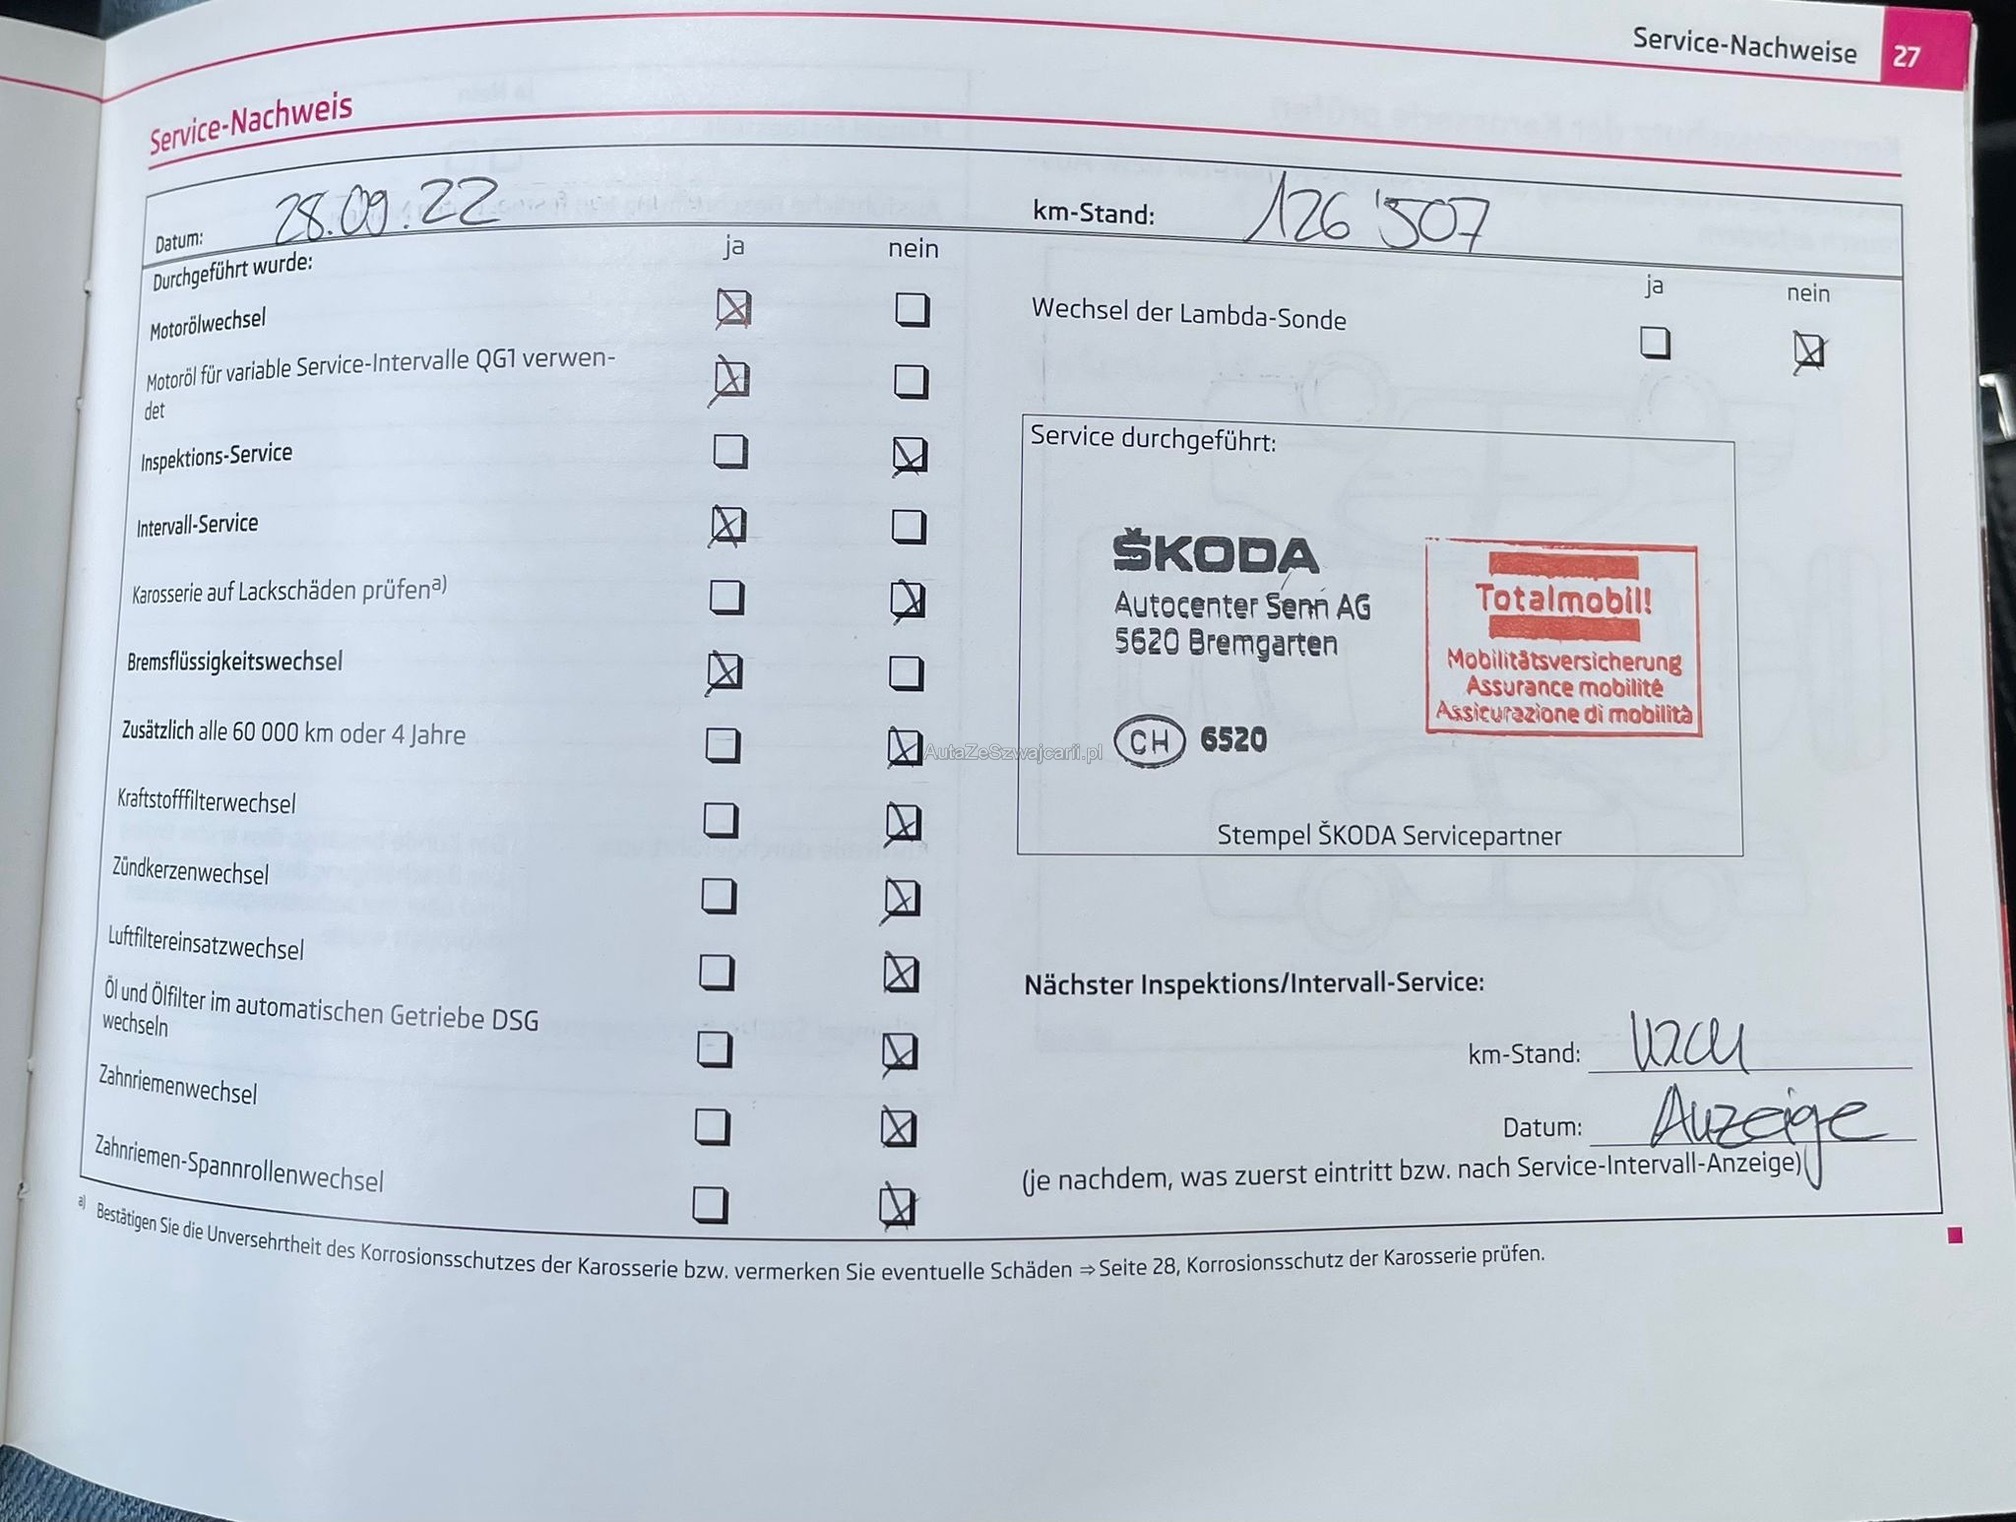 Service-Nachweise 27
Service-Nachweis
Datum: 28.09.22
km-Stand: 126'507
Durchgeführt wurde:
ja nein
Motorölwechsel
Motoröl für variable Service-Intervalle QG1 verwen-
det
Inspektions-Service
Intervall-Service
Karosserie auf Lackschäden prüfena)
Bremsflüssigkeitswechsel
Zusätzlich alle 60 000 km oder 4 Jahre
Kraftstofffilterwechsel
Zündkerzenwechsel
Luftfiltereinsatzwechsel
Öl und Ölfilter im automatischen Getriebe DSG
wechseln
Zahnriemenwechsel
Zahnriemen-Spannrollenwechsel
ja nein
Wechsel der Lambda-Sonde
Service durchgeführt:
ŠKODA
Autocenter Senn AG
5620 Bremgarten
CH 6520
Totalmobil!
Mobilitätsversicherung
Assurance mobilité
Assicurazione di mobilità
Stempel ŠKODA Servicepartner
Nächster Inspektions/Intervall-Service:
km-Stand:
Datum: Anzeige
(je nachdem, was zuerst eintritt bzw. nach Service-Intervall-Anzeige)
a) Bestätigen Sie die Unversehrtheit des Korrosionsschutzes der Karosserie bzw. vermerken Sie eventuelle Schäden ⇒ Seite 28, Korrosionsschutz der Karosserie prüfen.
AutaZeSzwajcarii.pl